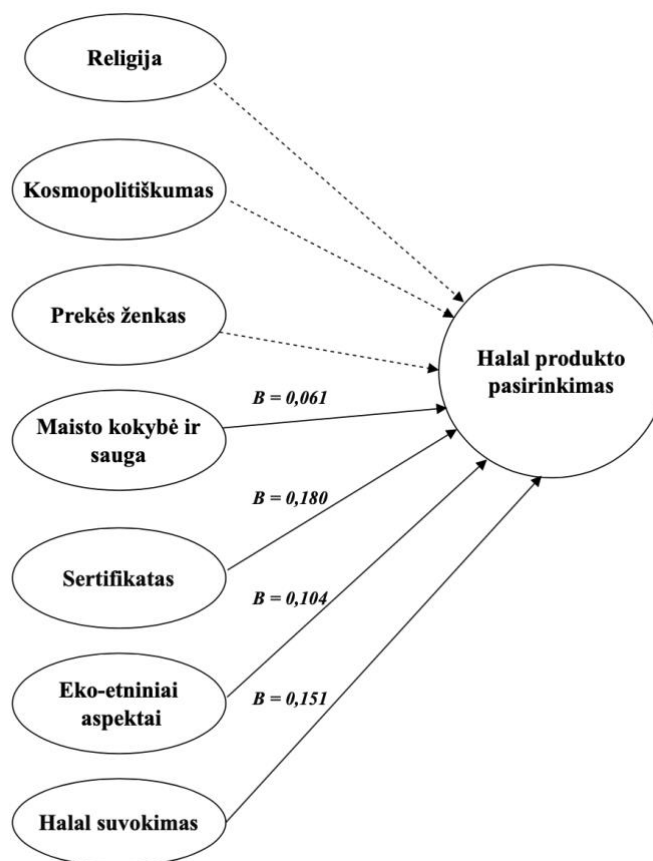 Religija
Kosmopolitiškumas
Prekės ženkas
Halal produkto
pasirinkimas
B = 0,061
Maisto kokybė ir
sauga
B = 0,180
Sertifikatas
B = 0,104
Eko-etniniai
aspektai
B = 0,151
Halal suvokimas